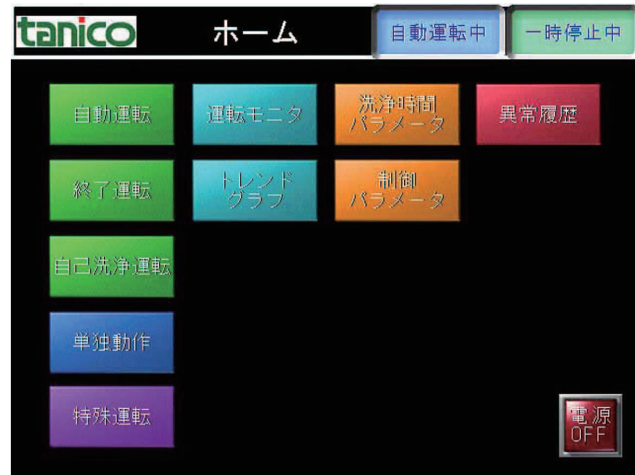 tanico
ホーム
自動運転中
一時停止中
自動運転
運転モニタ
洗浄時間
パラメータ
異常履歴
終了運転
トレンド
グラフ
制御
パラメータ
自己洗浄運転
単独動作
特殊運転
電源
OFF